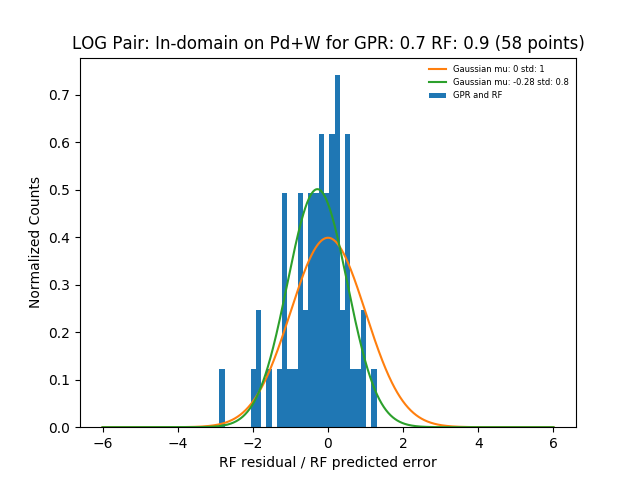 LOG Pair: In-domain on Pd+W for GPR: 0.7 RF: 0.9 (58 points)
Gaussian mu: 0 std: 1
Gaussian mu: -0.28 std: 0.8
GPR and RF
Normalized Counts
0.7
0.6
0.5
0.4
0.3
0.2
0.1
0.0
−6 −4 −2 0 2 4 6
RF residual / RF predicted error